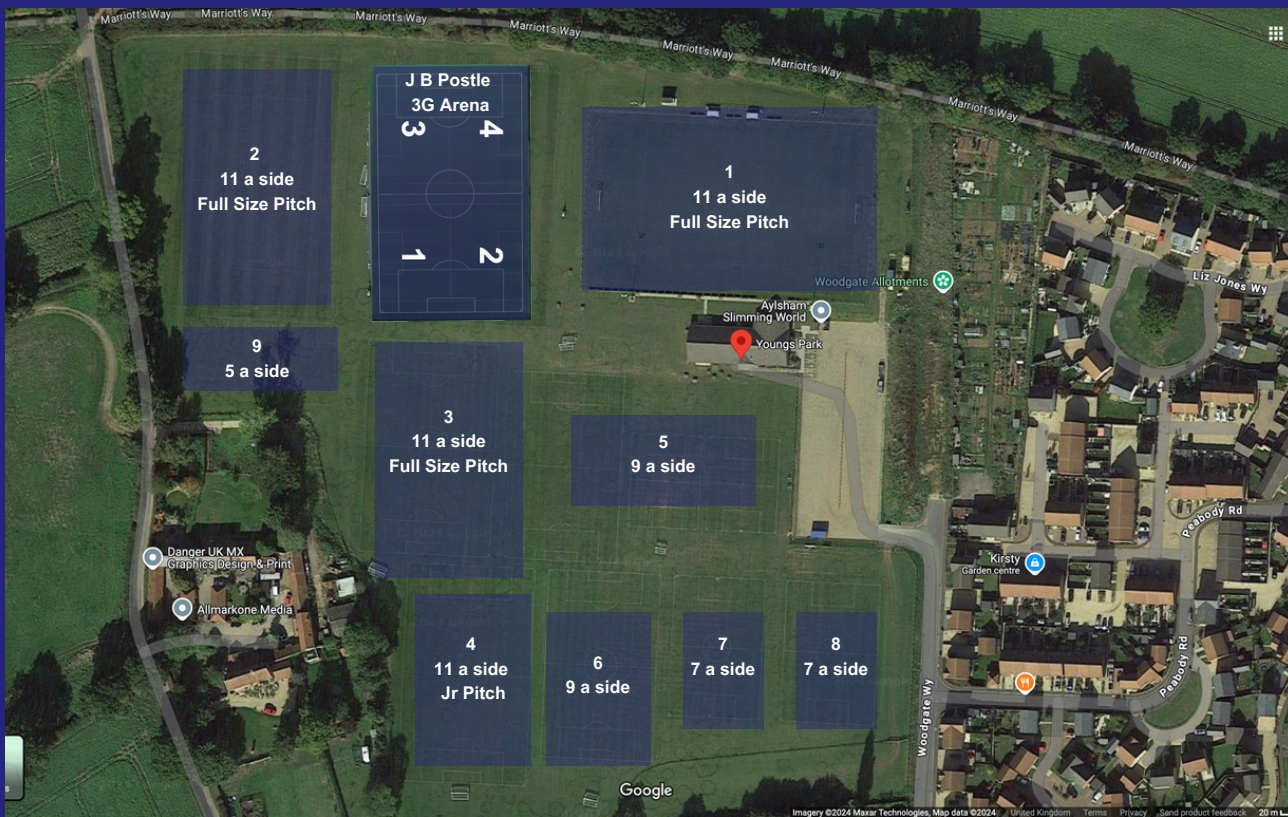 Marriott's Way
Marriott's Way
Marriott's Way
Marriott's Way
Marriott's Way
Marriott's Way
Marriott's Way
Marriott's Way
J B Postle
3G Arena
3
4
1
2
2
11 a side
Full Size Pitch
1
11 a side
Full Size Pitch
Woodgate Allotments
Liz Jones Wy
Aylsham
Slimming World
Youngs Park
9
5 a side
3
11 a side
Full Size Pitch
5
9 a side
Peabody Rd
Danger UK MX
Graphics Design & Print
Kirsty
Garden centre
Allmarkone Media
4
11 a side
Jr Pitch
6
9 a side
7
7 a side
8
7 a side
Peabody Rd
Woodgate Wy
Google
Imagery ©2024 Maxar Technologies, Map data ©2024 United Kingdom Terms Privacy Send product feedback 20 m